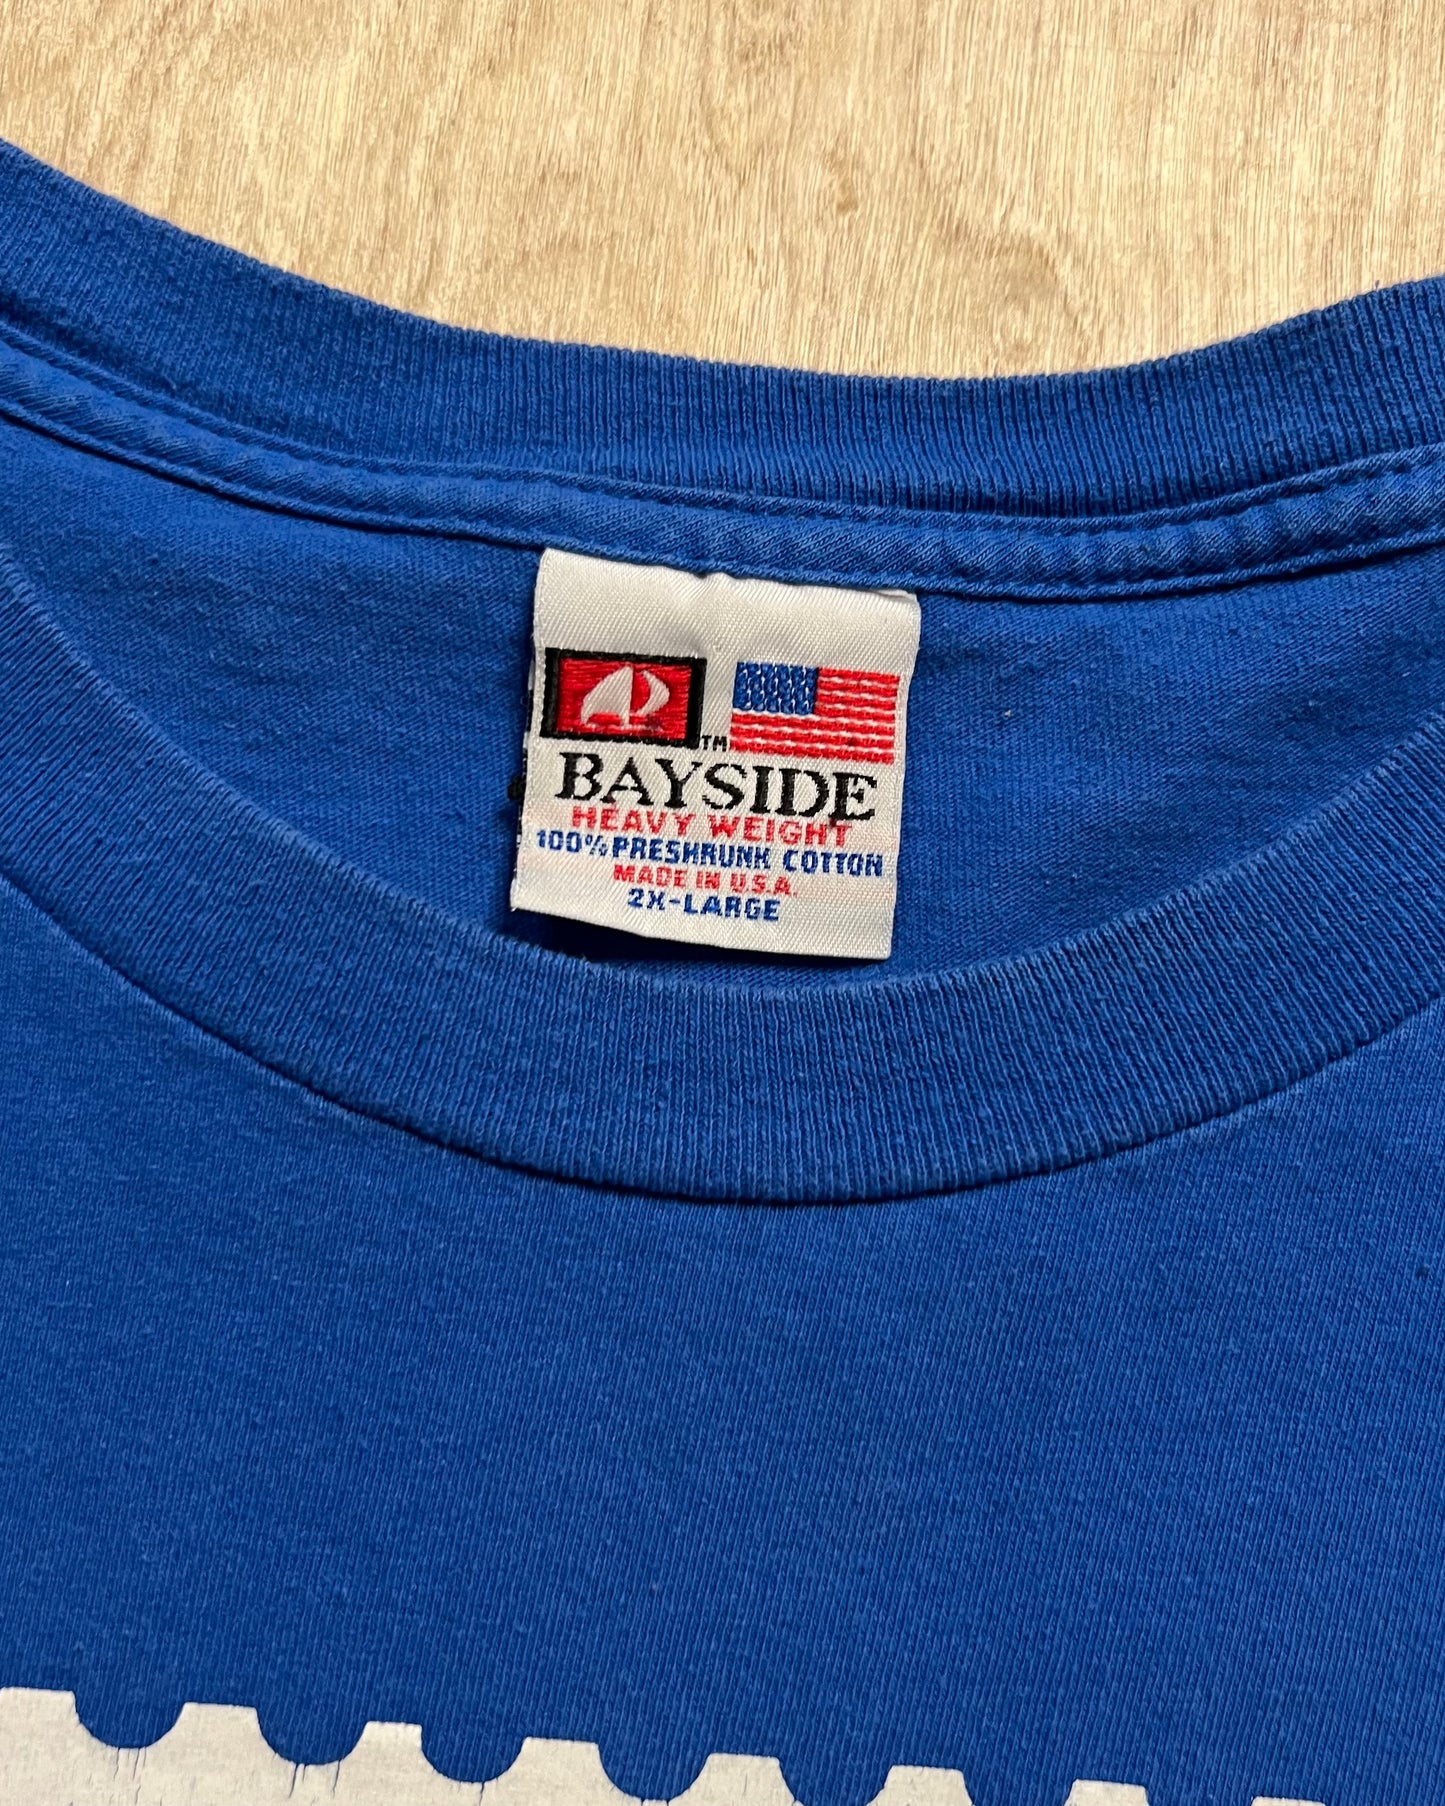 TM
BAYSIDE
HEAVY WEIGHT
100% PRESHRUNK COTTON
MADE IN U.S.A.
2X-LARGE